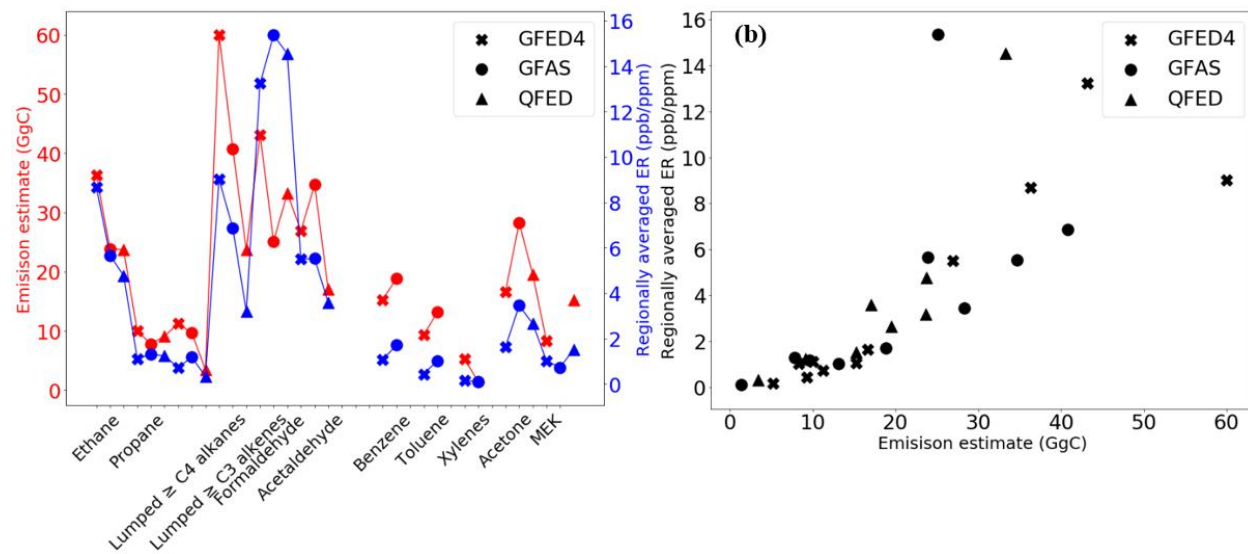 Emisison estimate (GgC)
60
50
40
30
20
10
0
GFED4
GFAS
QFED
16
14
12
10
8
6
4
2
0
Regionally averaged ER (ppb/ppm)
Ethane
Propane
Lumped ≥ C4 alkanes
Lumped ≥ C3 alkenes
Formaldehyde
Acetaldehyde
Benzene
Toluene
Xylenes
Acetone
MEK
Regionally averaged ER (ppb/ppm)
16
14
12
10
8
6
4
2
0
(b)
GFED4
GFAS
QFED
0 10 20 30 40 50 60
Emisison estimate (GgC)